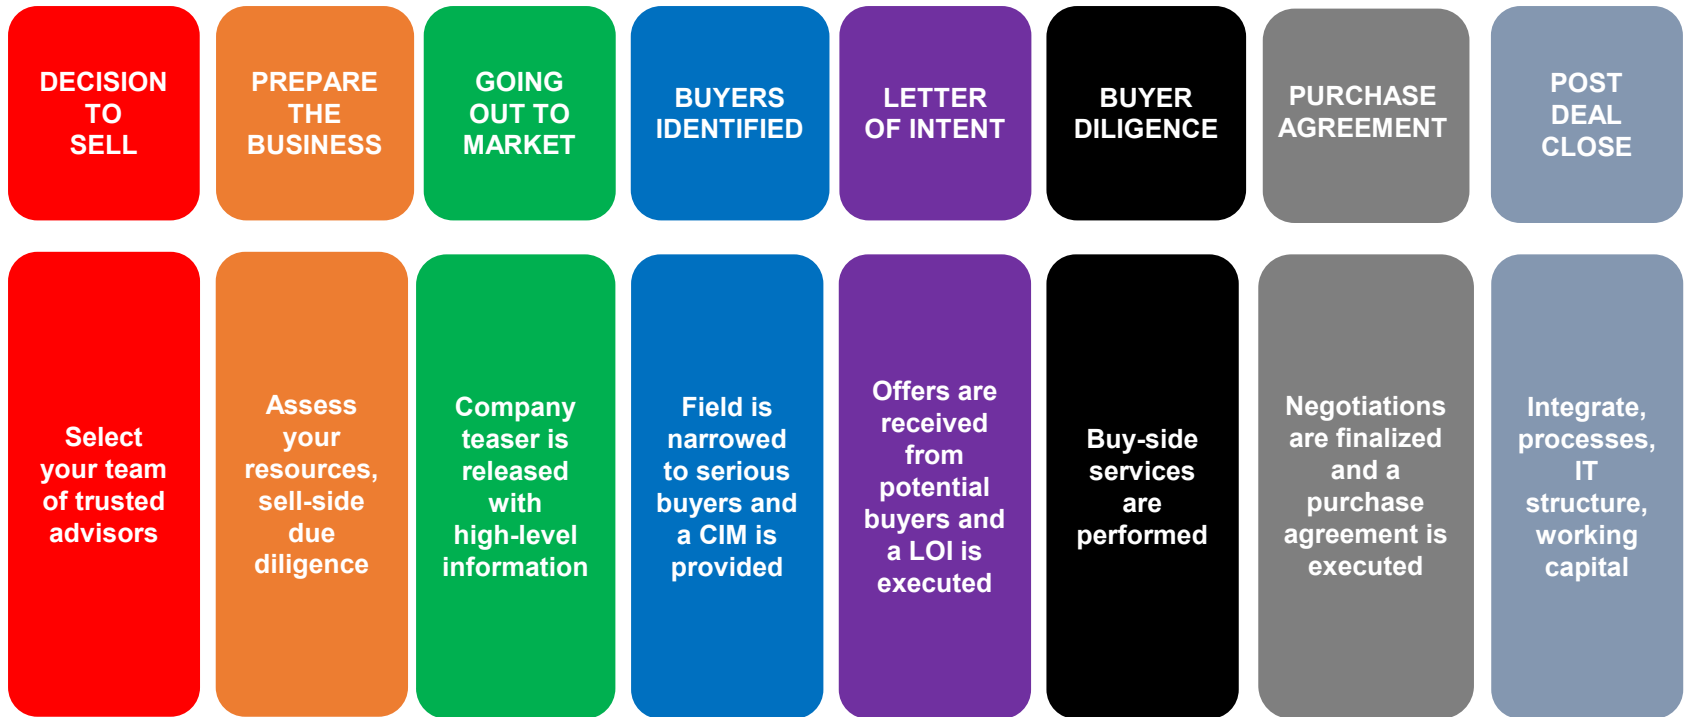 DECISION
TO
SELL
PREPARE
THE
BUSINESS
GOING
OUT TO
MARKET
BUYERS
IDENTIFIED
LETTER
OF INTENT
BUYER
DILIGENCE
PURCHASE
AGREEMENT
POST
DEAL
CLOSE
Select
your team
of trusted
advisors
Assess
your
resources,
sell-side
due
diligence
Company
teaser is
released
with
high-level
information
Field is
narrowed
to serious
buyers and
a CIM is
provided
Offers are
received
from
potential
buyers and
a LOI is
executed
Buy-side
services
are
performed
Negotiations
are finalized
and a
purchase
agreement is
executed
Integrate,
processes,
IT
structure,
working
capital